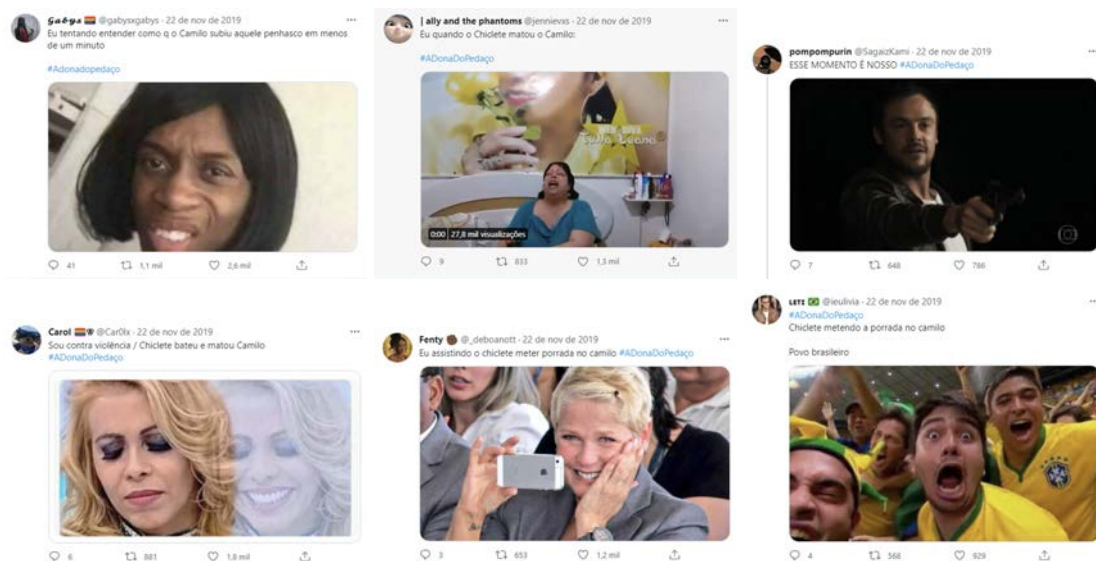 Gabys @gabysxgabys · 22 de nov de 2019
Eu tentando entender como q o Camilo subiu aquele penhasco em menos
de um minuto
#Adonadopedaço
41 1,1 mil 2,6 mil
| ally and the phantoms @jennievxs · 22 de nov de 2019
Eu quando o Chiclete matou o Camilo:
#ADonaDoPedaço
0:00 27,8 mil visualizações
9 833 1,3 mil
pompompurin @SagaizKami · 22 de nov de 2019
ESSE MOMENTO É NOSSO #ADonaDoPedaço
7 648 786
Carol @Car0lx · 22 de nov de 2019
Sou contra violência / Chiclete bateu e matou Camilo
#ADonaDoPedaço
6 881 1,8 mil
Fenty @_deboanott · 22 de nov de 2019
Eu assistindo o chiclete meter porrada no camilo #ADonaDoPedaço
3 653 1,2 mil
LETI @ieulivia · 22 de nov de 2019
#ADonaDoPedaço
Chiclete metendo a porrada no camilo
Povo brasileiro
4 568 929